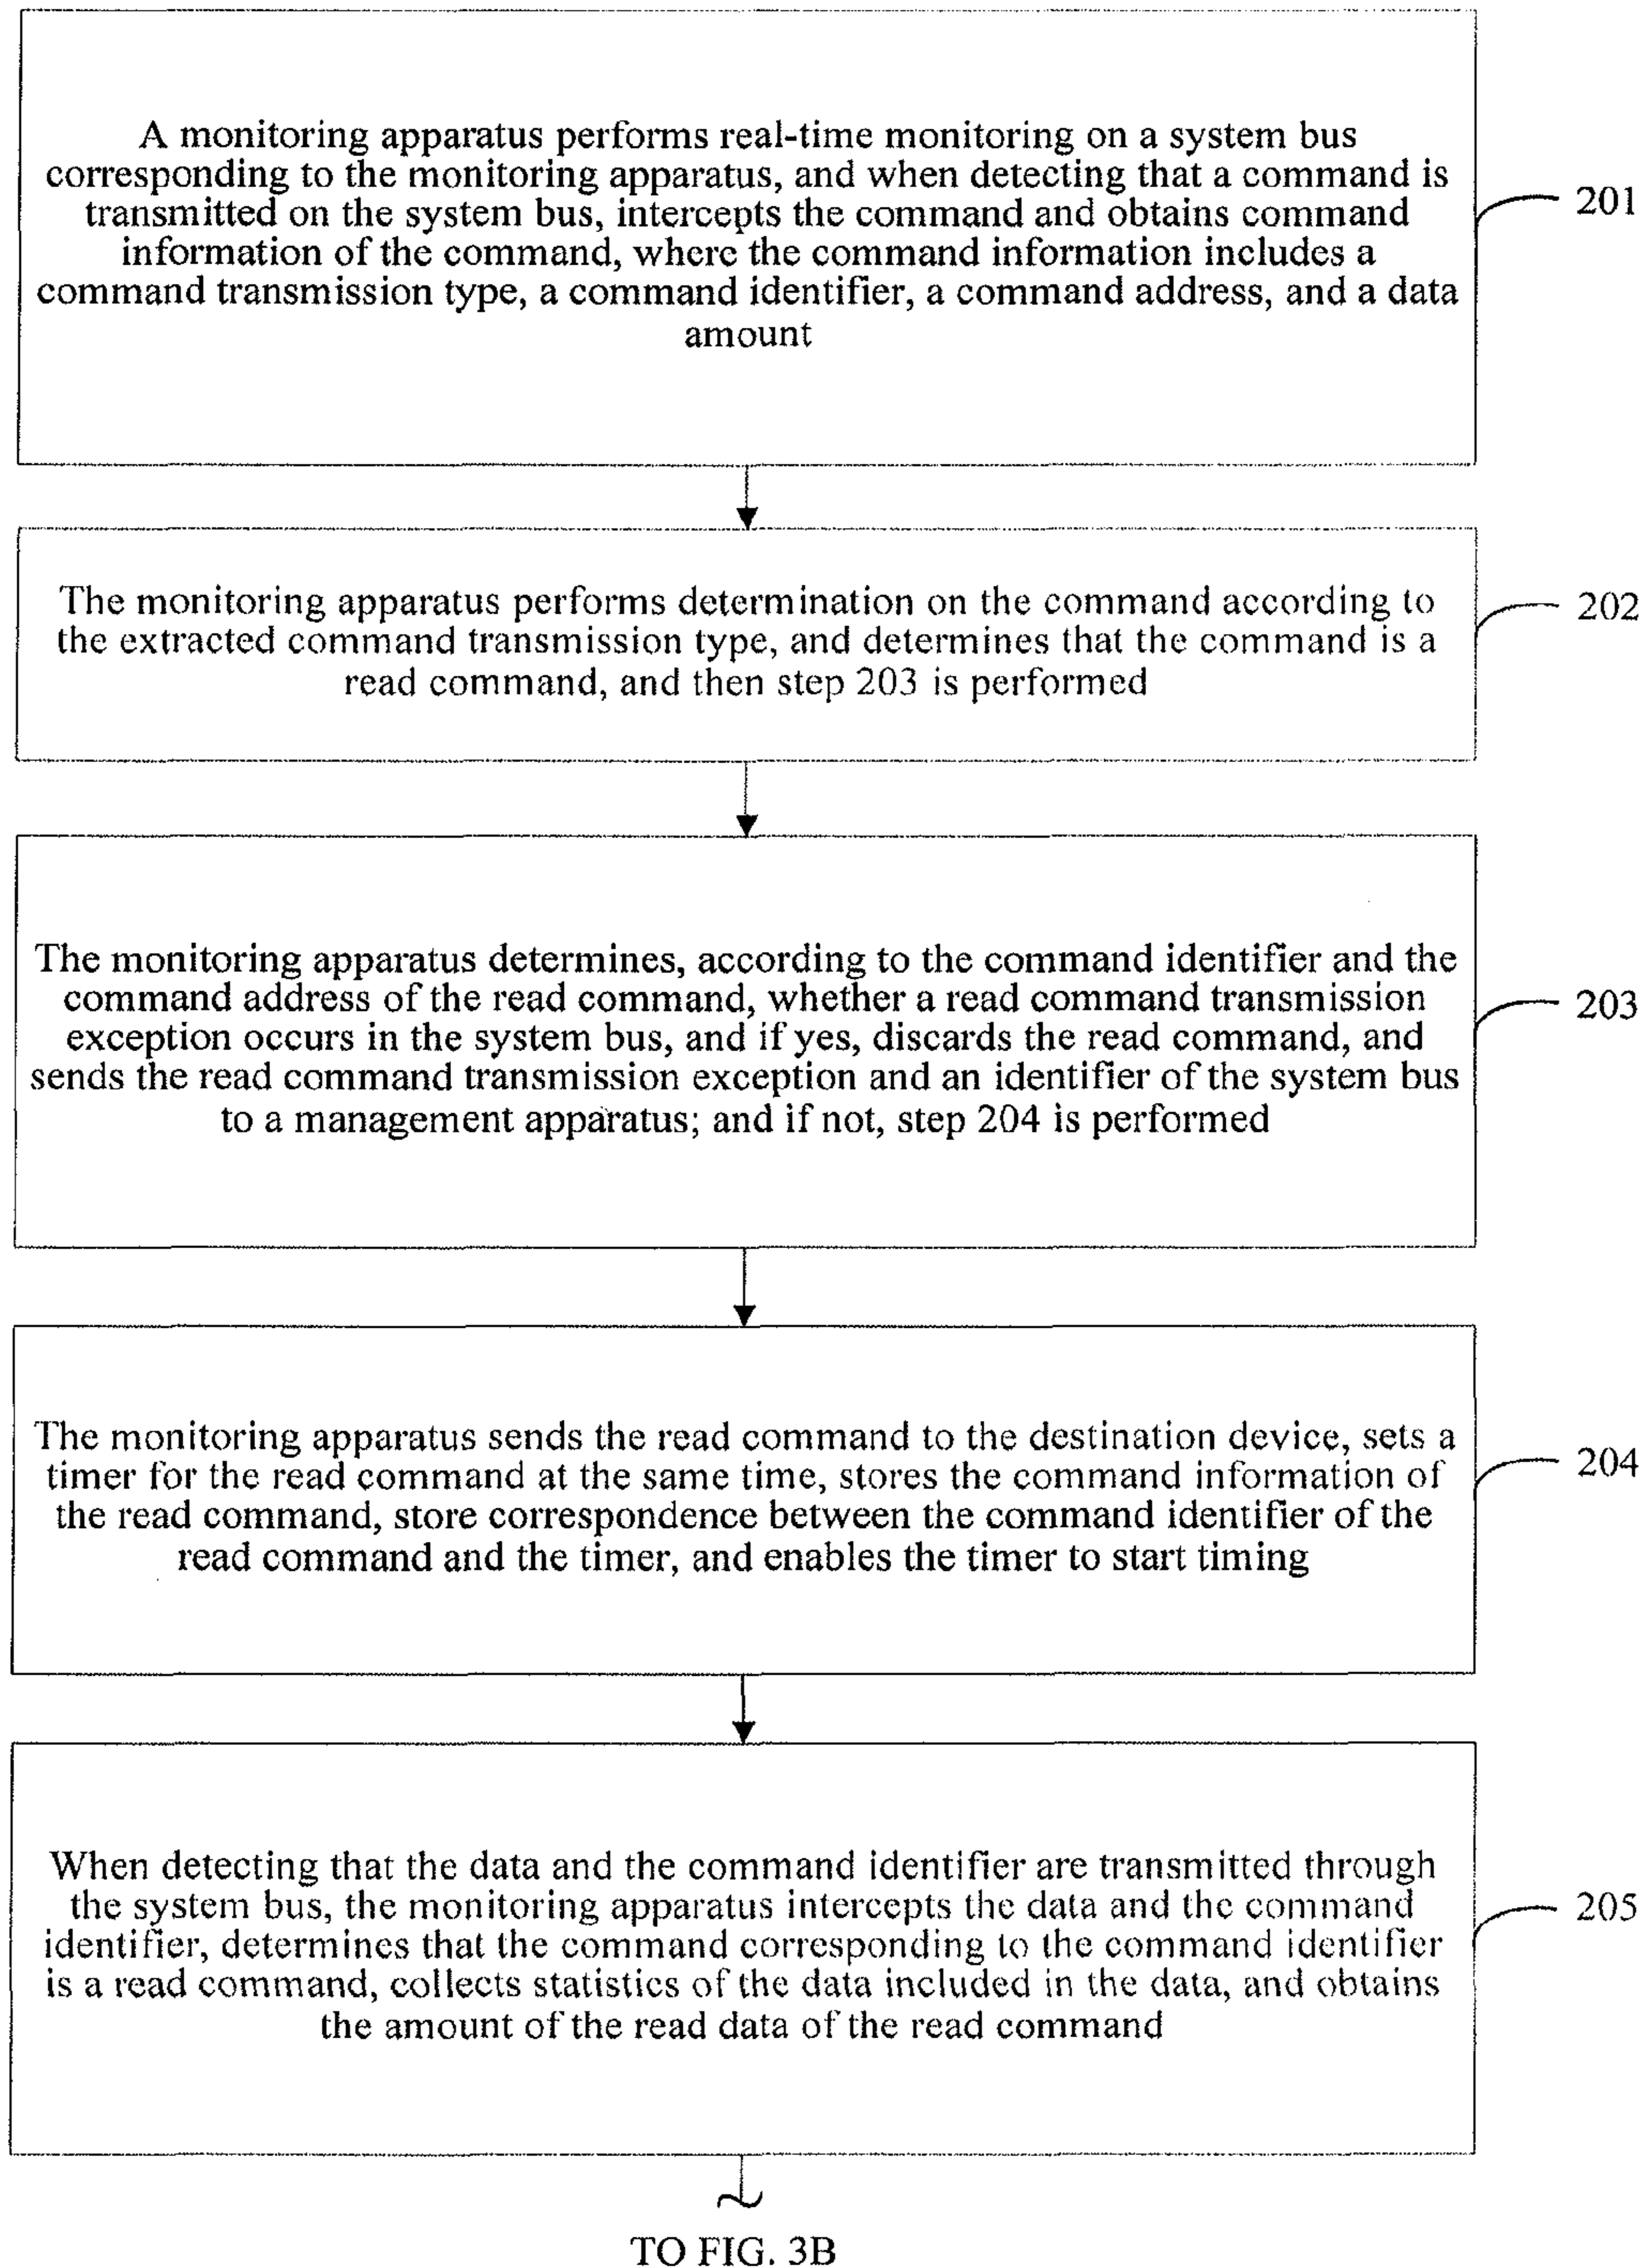 A monitoring apparatus performs real-time monitoring on a system bus
corresponding to the monitoring apparatus, and when detecting that a command is
transmitted on the system bus, intercepts the command and obtains command
information of the command, where the command information includes a
command transmission type, a command identifier, a command address, and a data
amount
201
The monitoring apparatus performs determination on the command according to
the extracted command transmission type, and determines that the command is a
read command, and then step 203 is performed
202
The monitoring apparatus determines, according to the command identifier and the
command address of the read command, whether a read command transmission
exception occurs in the system bus, and if yes, discards the read command, and
sends the read command transmission exception and an identifier of the system bus
to a management apparatus; and if not, step 204 is performed
203
The monitoring apparatus sends the read command to the destination device, sets a
timer for the read command at the same time, stores the command information of
the read command, store correspondence between the command identifier of the
read command and the timer, and enables the timer to start timing
204
When detecting that the data and the command identifier are transmitted through
the system bus, the monitoring apparatus intercepts the data and the command
identifier, determines that the command corresponding to the command identifier
is a read command, collects statistics of the data included in the data, and obtains
the amount of the read data of the read command
205
TO FIG. 3B